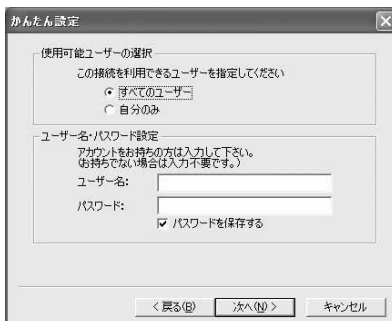 かんたん設定
使用可能ユーザーの選択
この接続を利用できるユーザーを指定してください
すべてのユーザー
自分のみ
ユーザー名・パスワード設定
アカウントをお持ちの方は入力して下さい。
(お持ちでない場合は入力不要です。)
ユーザー名:
パスワード:
パスワードを保存する
< 戻る(B)
次へ(N) >
キャンセル